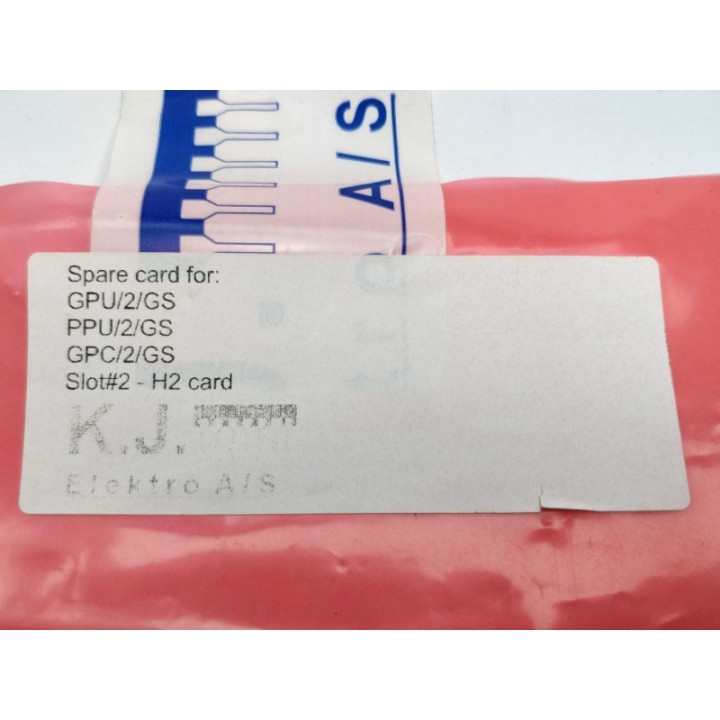 A/S
Spare card for:
GPU/2/GS
PPU/2/GS
GPC/2/GS
Slot#2 - H2 card
K.J.
Elektro A/S